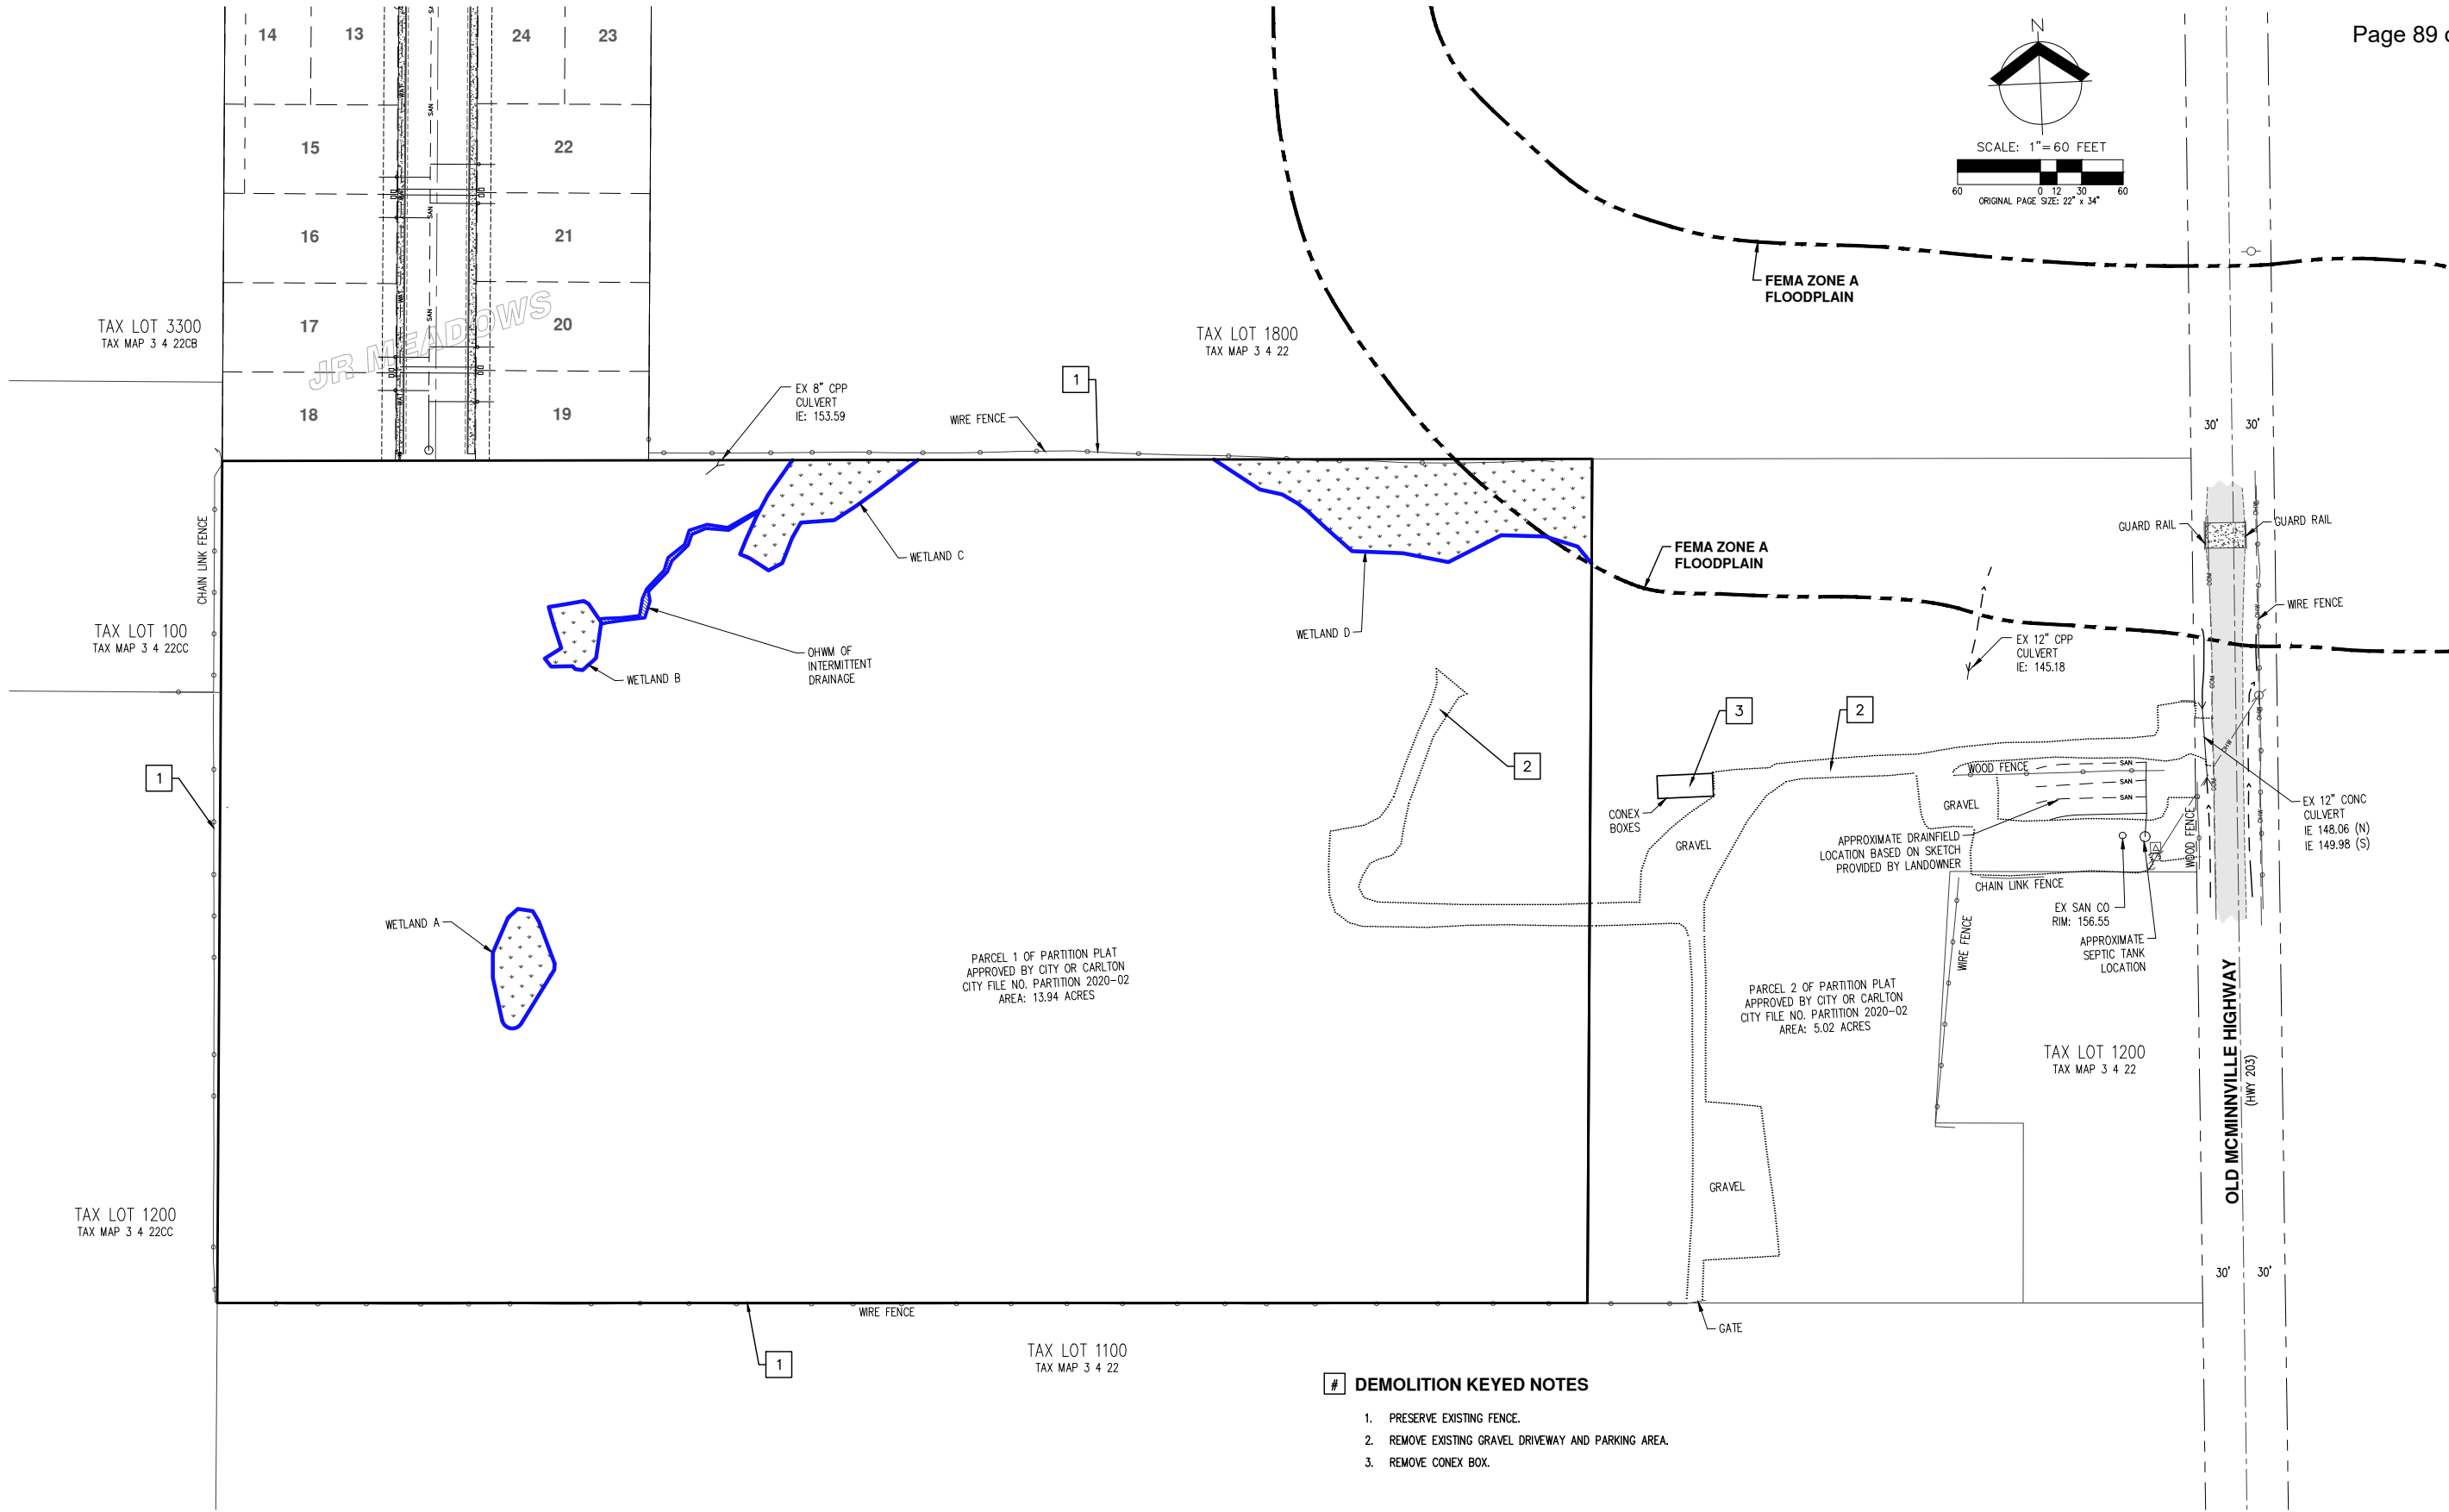 Page 89 o
14
13
24
23
15
22
16
21
17
20
18
19
JR MEADOWS
WAT
SAN
SAN
SAN
N
SCALE: 1"=60 FEET
60
0
12
30
60
ORIGINAL PAGE SIZE: 22" x 34"
FEMA ZONE A
FLOODPLAIN
TAX LOT 3300
TAX MAP 3 4 22CB
TAX LOT 1800
TAX MAP 3 4 22
1
EX 8" CPP
CULVERT
IE: 153.59
WIRE FENCE
30'
30'
CHAIN LINK FENCE
GUARD RAIL
GUARD RAIL
WETLAND C
FEMA ZONE A
FLOODPLAIN
WIRE FENCE
TAX LOT 100
TAX MAP 3 4 22CC
WETLAND D
EX 12" CPP
CULVERT
IE: 145.18
OHWM OF
INTERMITTENT
DRAINAGE
WETLAND B
3
2
2
1
WOOD FENCE
SAN
SAN
SAN
GRAVEL
CONEX
BOXES
EX 12" CONC
CULVERT
IE 148.06 (N)
IE 149.98 (S)
GRAVEL
APPROXIMATE DRAINFIELD
LOCATION BASED ON SKETCH
PROVIDED BY LANDOWNER
WOOD FENCE
CHAIN LINK FENCE
EX SAN CO
RIM: 156.55
APPROXIMATE
SEPTIC TANK
LOCATION
WIRE FENCE
WETLAND A
PARCEL 1 OF PARTITION PLAT
APPROVED BY CITY OR CARLTON
CITY FILE NO. PARTITION 2020-02
AREA: 13.94 ACRES
PARCEL 2 OF PARTITION PLAT
APPROVED BY CITY OR CARLTON
CITY FILE NO. PARTITION 2020-02
AREA: 5.02 ACRES
TAX LOT 1200
TAX MAP 3 4 22
OLD MCMINNVILLE HIGHWAY
(HWY 203)
GRAVEL
TAX LOT 1200
TAX MAP 3 4 22CC
30'
30'
WIRE FENCE
GATE
1
TAX LOT 1100
TAX MAP 3 4 22
# DEMOLITION KEYED NOTES
1. PRESERVE EXISTING FENCE.
2. REMOVE EXISTING GRAVEL DRIVEWAY AND PARKING AREA.
3. REMOVE CONEX BOX.